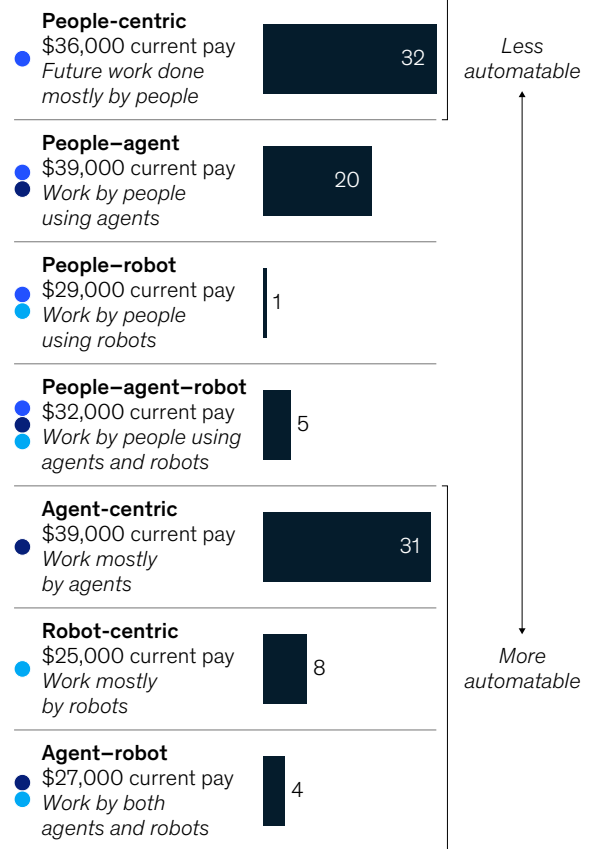 People-centric
$36,000 current pay
Future work done
mostly by people
32
Less
automatable
People–agent
$39,000 current pay
Work by people
using agents
20
People–robot
$29,000 current pay
Work by people
using robots
1
People–agent–robot
$32,000 current pay
Work by people using
agents and robots
5
Agent-centric
$39,000 current pay
Work mostly
by agents
31
Robot-centric
$25,000 current pay
Work mostly
by robots
8
More
automatable
Agent–robot
$27,000 current pay
Work by both
agents and robots
4